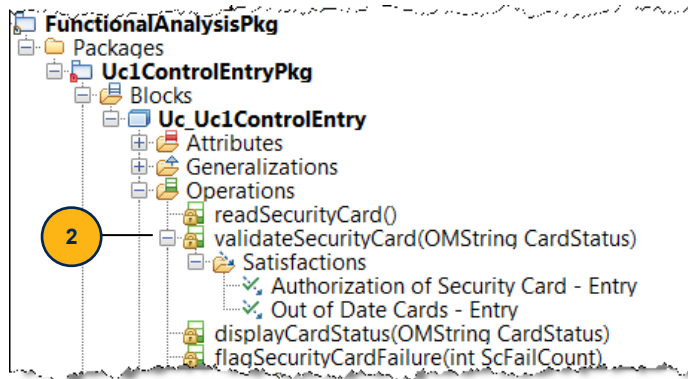 FunctionalAnalysisPkg
Packages
Uc1ControlEntryPkg
Blocks
Uc_Uc1ControlEntry
Attributes
Generalizations
Operations
readSecurityCard()
2 validateSecurityCard(OMString CardStatus)
Satisfactions
Authorization of Security Card - Entry
Out of Date Cards - Entry
displayCardStatus(OMString CardStatus)
flagSecurityCardFailure(int ScFailCount)